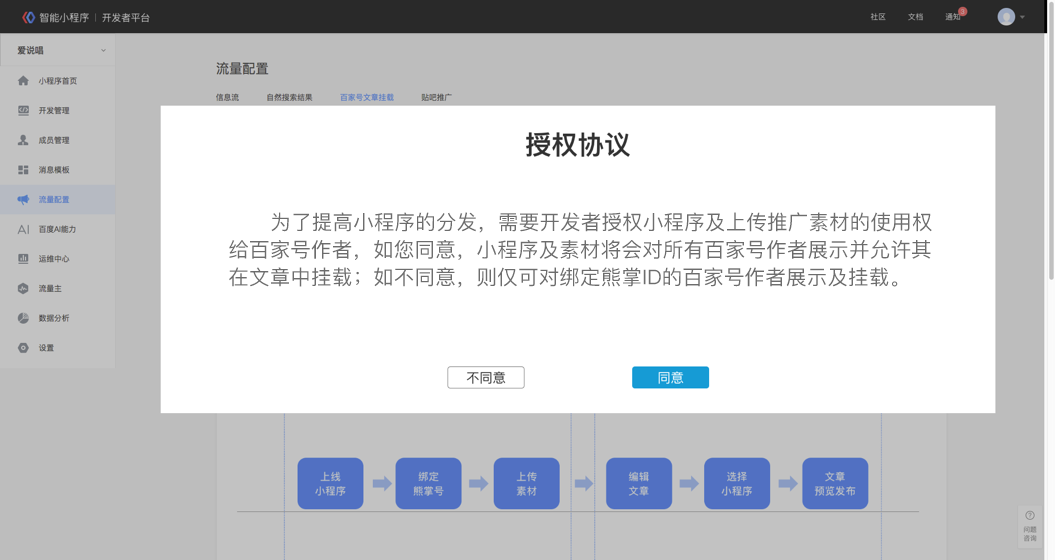 智能小程序 | 开发者平台
社区
文档
通知
3
爱说唱
小程序首页
开发管理
成员管理
消息模板
流量配置
百度AI能力
运维中心
流量主
数据分析
设置
流量配置
信息流
自然搜索结果
百家号文章挂载
贴吧推广
授权协议
为了提高小程序的分发，需要开发者授权小程序及上传推广素材的使用权
给百家号作者，如您同意，小程序及素材将会对所有百家号作者展示并允许其
在文章中挂载；如不同意，则仅可对绑定熊掌ID的百家号作者展示及挂载。
不同意
同意
上线
小程序
绑定
熊掌号
上传
素材
编辑
文章
选择
小程序
文章
预览发布
问题
咨询